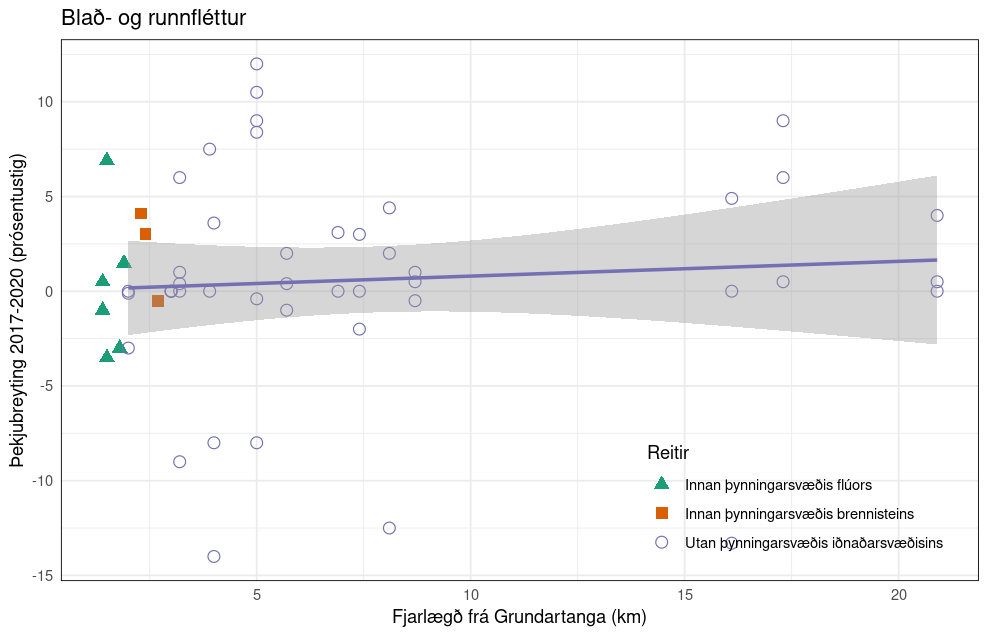 Blað- og runnfléttur
Þekjubreyting 2017-2020 (prósentustig)
10
5
0
-5
-10
-15
5
10
15
20
Fjarlægð frá Grundartanga (km)
Reitir
Innan þynningarsvæðis flúors
Innan þynningarsvæðis brennisteins
Utan þynningarsvæðis iðnaðarsvæðisins